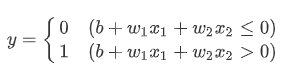 y = { 0 (b + w₁x₁ + w₂x₂ ≤ 0)
1 (b + w₁x₁ + w₂x₂ > 0)